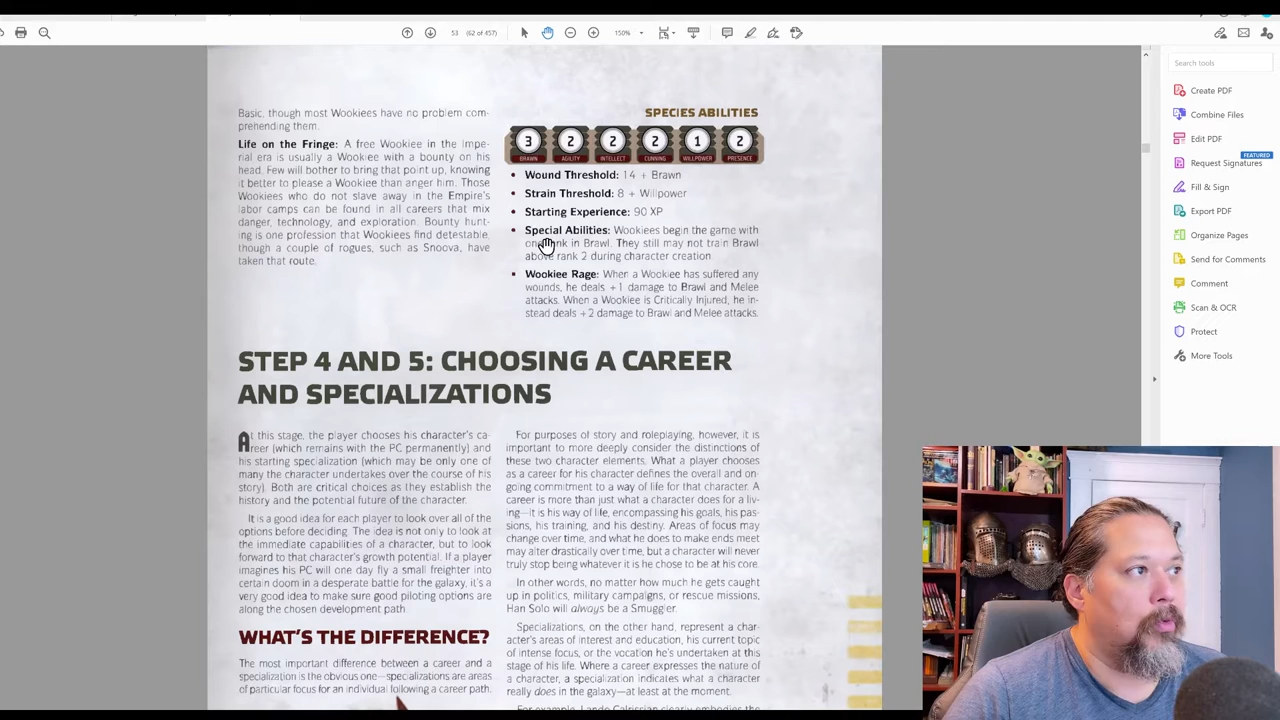 53 (62 of 457)
150%
Search tools
Create PDF
Combine Files
Edit PDF
FEATURED
Request Signatures
Fill & Sign
Export PDF
Organize Pages
Send for Comments
Comment
Scan & OCR
Protect
More Tools
Basic, though most Wookiees have no problem com-
prehending them.
Life on the Fringe: A free Wookiee in the Impe-
rial era is usually a Wookiee with a bounty on his
head. Few will bother to bring that point up, knowing
it better to please a Wookiee than anger him. Those
Wookiees who do not slave away in the Empire's
labor camps can be found in all careers that mix
danger, technology, and exploration. Bounty hunt-
ing is one profession that Wookiees find detestable,
though a couple of rogues, such as Snoova, have
taken that route.
SPECIES ABILITIES
3 2 2 2 1 2
BRAWN AGILITY INTELLECT CUNNING WILLPOWER PRESENCE
• Wound Threshold: 14 + Brawn
• Strain Threshold: 8 + Willpower
• Starting Experience: 90 XP
• Special Abilities: Wookiees begin the game with
one rank in Brawl. They still may not train Brawl
above rank 2 during character creation
• Wookiee Rage: When a Wookiee has suffered any
wounds, he deals +1 damage to Brawl and Melee
attacks. When a Wookiee is Critically Injured, he in-
stead deals +2 damage to Brawl and Melee attacks.
STEP 4 AND 5: CHOOSING A CAREER
AND SPECIALIZATIONS
At this stage, the player chooses his character's ca-
reer (which remains with the PC permanently) and
his starting specialization (which may be only one of
many the character undertakes over the course of his
story). Both are critical choices as they establish the
history and the potential future of the character.
It is a good idea for each player to look over all of the
options before deciding. The idea is not only to look at
the immediate capabilities of a character, but to look
forward to that character's growth potential. If a player
imagines his PC will one day fly a small freighter into
certain doom in a desperate battle for the galaxy, it's a
very good idea to make sure good piloting options are
along the chosen development path.
WHAT'S THE DIFFERENCE?
The most important difference between a career and a
specialization is the obvious one—specializations are areas
of particular focus for an individual following a career path.
For purposes of story and roleplaying, however, it is
important to more deeply consider the distinctions of
these two character elements. What a player chooses
as a career for his character defines the overall and on-
going commitment to a way of life for that character. A
career is more than just what a character does for a liv-
ing—it is his way of life, encompassing his goals, his pas-
sions, his training, and his destiny. Areas of focus may
change over time, and what he does to make ends meet
may alter drastically over time, but a character will never
truly stop being whatever it is he chose to be at his core.
In other words, no matter how much he gets caught
up in politics, military campaigns, or rescue missions,
Han Solo will always be a Smuggler.
Specializations, on the other hand, represent a char-
acter's areas of interest and education, his current topic
of intense focus, or the vocation he's undertaken at this
stage of his life. Where a career expresses the nature of
a character, a specialization indicates what a character
really does in the galaxy—at least at the moment.
For example, Lando Calrissian clearly embodies the